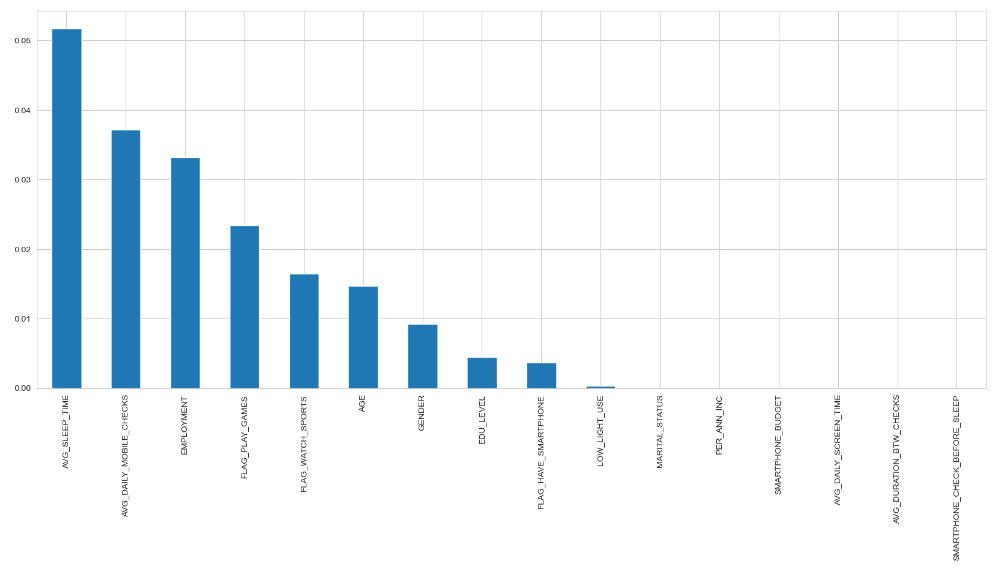 0.05
0.04
0.03
0.02
0.01
0.00
AVG_SLEEP_TIME
AVG_DAILY_MOBILE_CHECKS
EMPLOYMENT
FLAG_PLAY_GAMES
FLAG_WATCH_SPORTS
AGE
GENDER
EDU_LEVEL
FLAG_HAVE_SMARTPHONE
LOW_LIGHT_USE
MARITAL_STATUS
PER_ANN_INC
SMARTPHONE_BUDGET
AVG_DAILY_SCREEN_TIME
AVG_DURATION_BTW_CHECKS
SMARTPHONE_CHECK_BEFORE_SLEEP